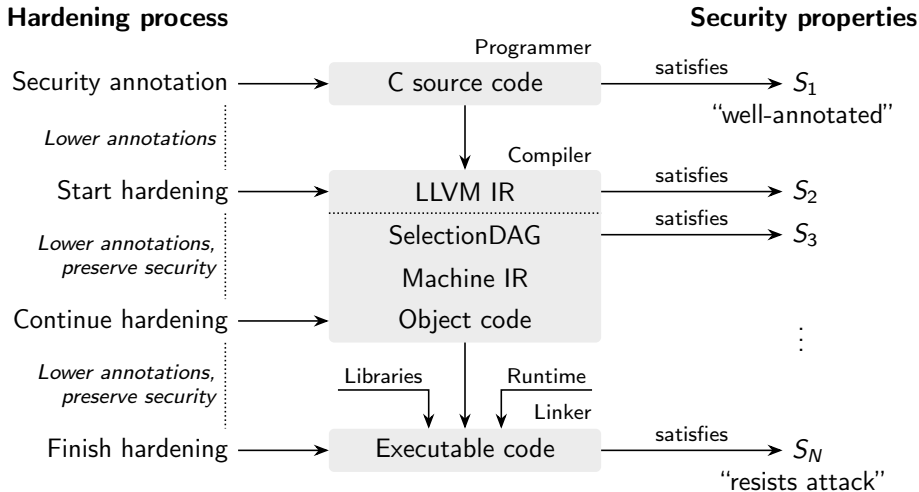 Hardening process
Security properties
Programmer
Security annotation
C source code
satisfies
S1
“well-annotated”
Lower annotations
Compiler
Start hardening
LLVM IR
satisfies
S2
SelectionDAG
satisfies
S3
Lower annotations,
preserve security
Machine IR
Continue hardening
Object code
⋮
Lower annotations,
preserve security
Libraries
Runtime
Linker
Finish hardening
Executable code
satisfies
SN
“resists attack”